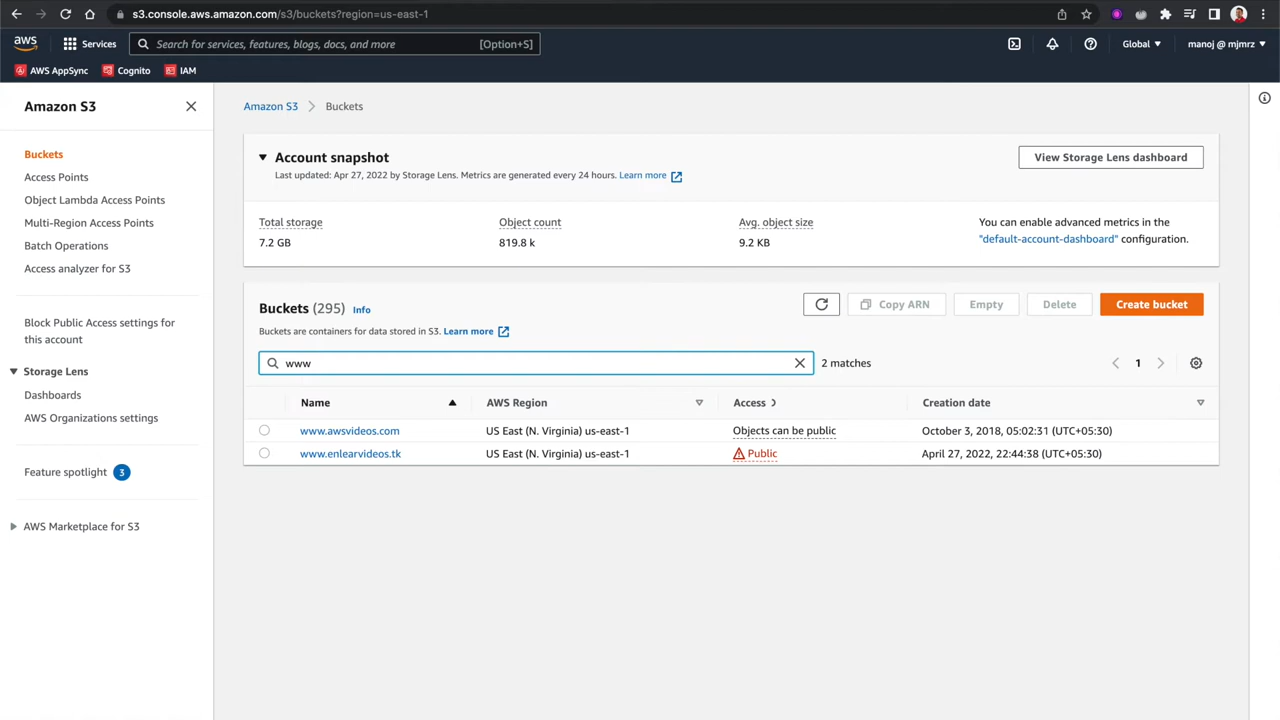 s3.console.aws.amazon.com/s3/buckets?region=us-east-1
aws
Services
Search for services, features, blogs, docs, and more
[Option+S]
Global
manoj @ mjmrz
AWS AppSync
Cognito
IAM
Amazon S3
Buckets
Access Points
Object Lambda Access Points
Multi-Region Access Points
Batch Operations
Access analyzer for S3
Block Public Access settings for
this account
Storage Lens
Dashboards
AWS Organizations settings
Feature spotlight 3
AWS Marketplace for S3
Amazon S3 > Buckets
Account snapshot
Last updated: Apr 27, 2022 by Storage Lens. Metrics are generated every 24 hours. Learn more
View Storage Lens dashboard
Total storage
7.2 GB
Object count
819.8 k
Avg. object size
9.2 KB
You can enable advanced metrics in the
"default-account-dashboard" configuration.
Buckets (295) Info
Buckets are containers for data stored in S3. Learn more
Copy ARN
Empty
Delete
Create bucket
www
2 matches
1
Name AWS Region Access Creation date
www.awsvideos.com US East (N. Virginia) us-east-1 Objects can be public October 3, 2018, 05:02:31 (UTC+05:30)
www.enlearvideos.tk US East (N. Virginia) us-east-1 Public April 27, 2022, 22:44:38 (UTC+05:30)